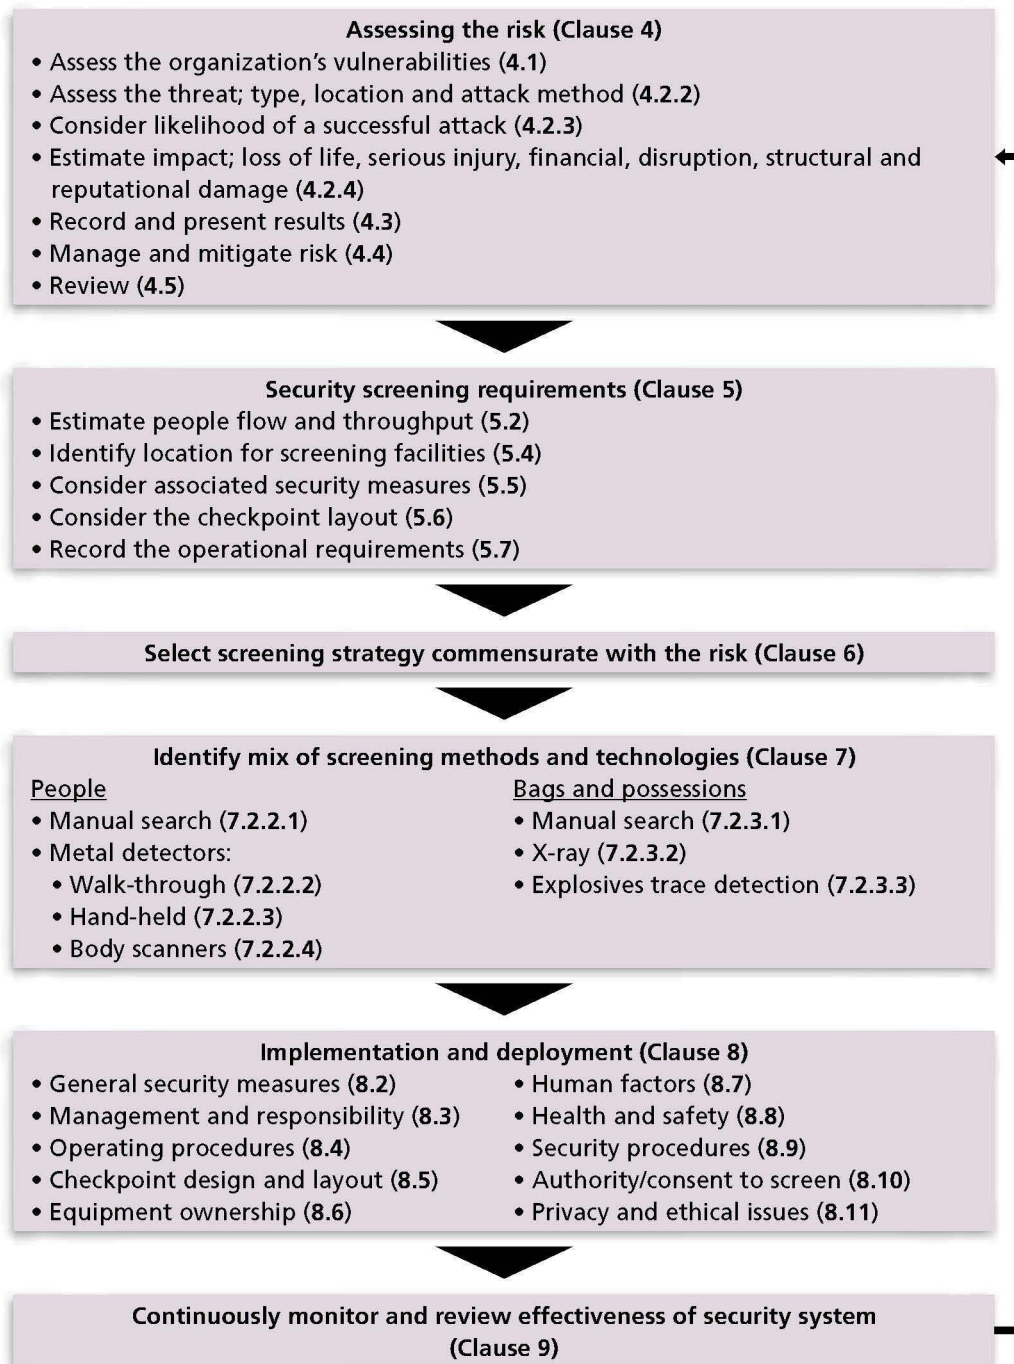 Assessing the risk (Clause 4)
• Assess the organization’s vulnerabilities (4.1)
• Assess the threat; type, location and attack method (4.2.2)
• Consider likelihood of a successful attack (4.2.3)
• Estimate impact; loss of life, serious injury, financial, disruption, structural and
reputational damage (4.2.4)
• Record and present results (4.3)
• Manage and mitigate risk (4.4)
• Review (4.5)
Security screening requirements (Clause 5)
• Estimate people flow and throughput (5.2)
• Identify location for screening facilities (5.4)
• Consider associated security measures (5.5)
• Consider the checkpoint layout (5.6)
• Record the operational requirements (5.7)
Select screening strategy commensurate with the risk (Clause 6)
Identify mix of screening methods and technologies (Clause 7)
People
• Manual search (7.2.2.1)
• Metal detectors:
• Walk-through (7.2.2.2)
• Hand-held (7.2.2.3)
• Body scanners (7.2.2.4)
Bags and possessions
• Manual search (7.2.3.1)
• X-ray (7.2.3.2)
• Explosives trace detection (7.2.3.3)
Implementation and deployment (Clause 8)
• General security measures (8.2)
• Management and responsibility (8.3)
• Operating procedures (8.4)
• Checkpoint design and layout (8.5)
• Equipment ownership (8.6)
• Human factors (8.7)
• Health and safety (8.8)
• Security procedures (8.9)
• Authority/consent to screen (8.10)
• Privacy and ethical issues (8.11)
Continuously monitor and review effectiveness of security system
(Clause 9)